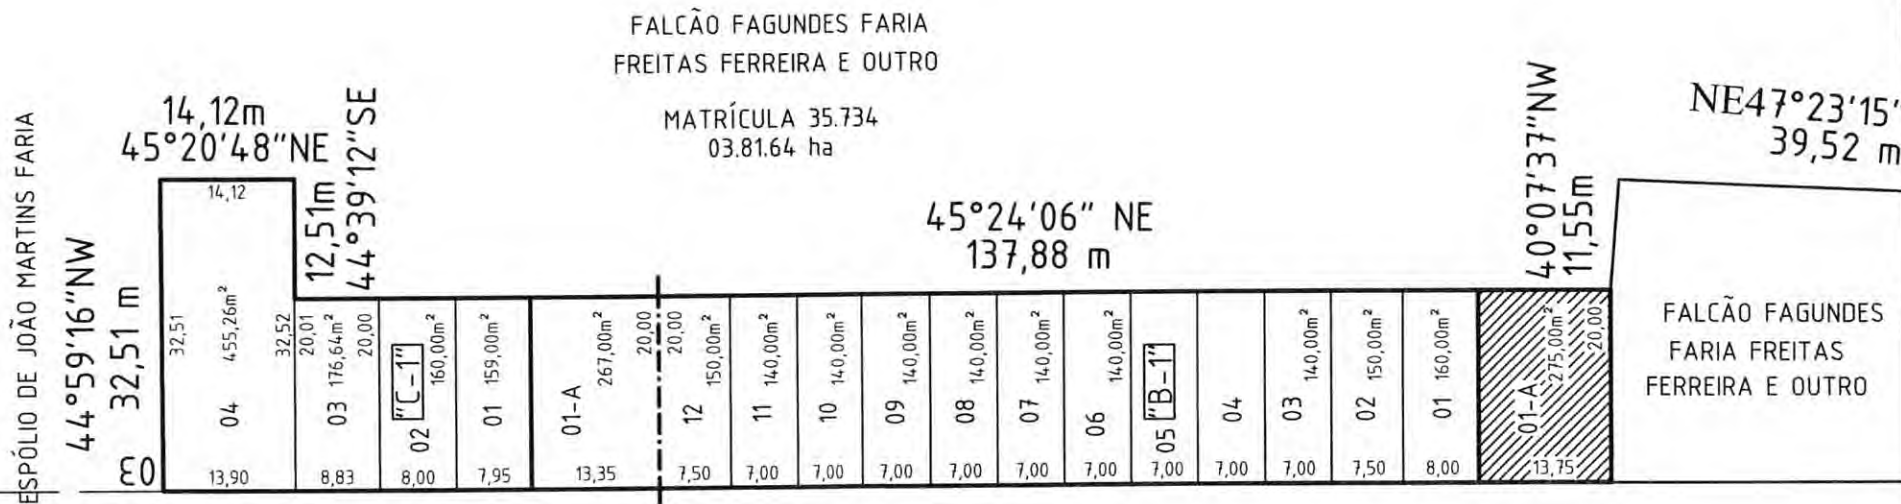 FALCÃO FAGUNDES FARIA
FREITAS FERREIRA E OUTRO
MATRÍCULA 35.734
03.81.64 ha
ESPÓLIO DE JOÃO MARTINS FARIA
44°59'16"NW
32,51 m
14,12m
45°20'48"NE
12,51m
44°39'12"SE
45°24'06" NE
137,88 m
40°07'37"NW
11,55m
NE47°23'15'
39,52 m
03
14,12
32,51
455,26m²
32,52
04
13,90
20,01
176,64m²
20,00
03
8,83
"C-1"
160,00m²
02
8,00
159,00m²
01
7,95
267,00m²
20,00
01-A
13,35
20,00
150,00m²
12
7,50
140,00m²
11
7,00
140,00m²
10
7,00
140,00m²
09
7,00
140,00m²
08
7,00
140,00m²
07
7,00
140,00m²
06
7,00
"B-1"
05
7,00
04
7,00
140,00m²
03
7,00
150,00m²
02
7,50
160,00m²
01
8,00
275,00m²
20,00
01-A
13,75
FALCÃO FAGUNDES
FARIA FREITAS
FERREIRA E OUTRO